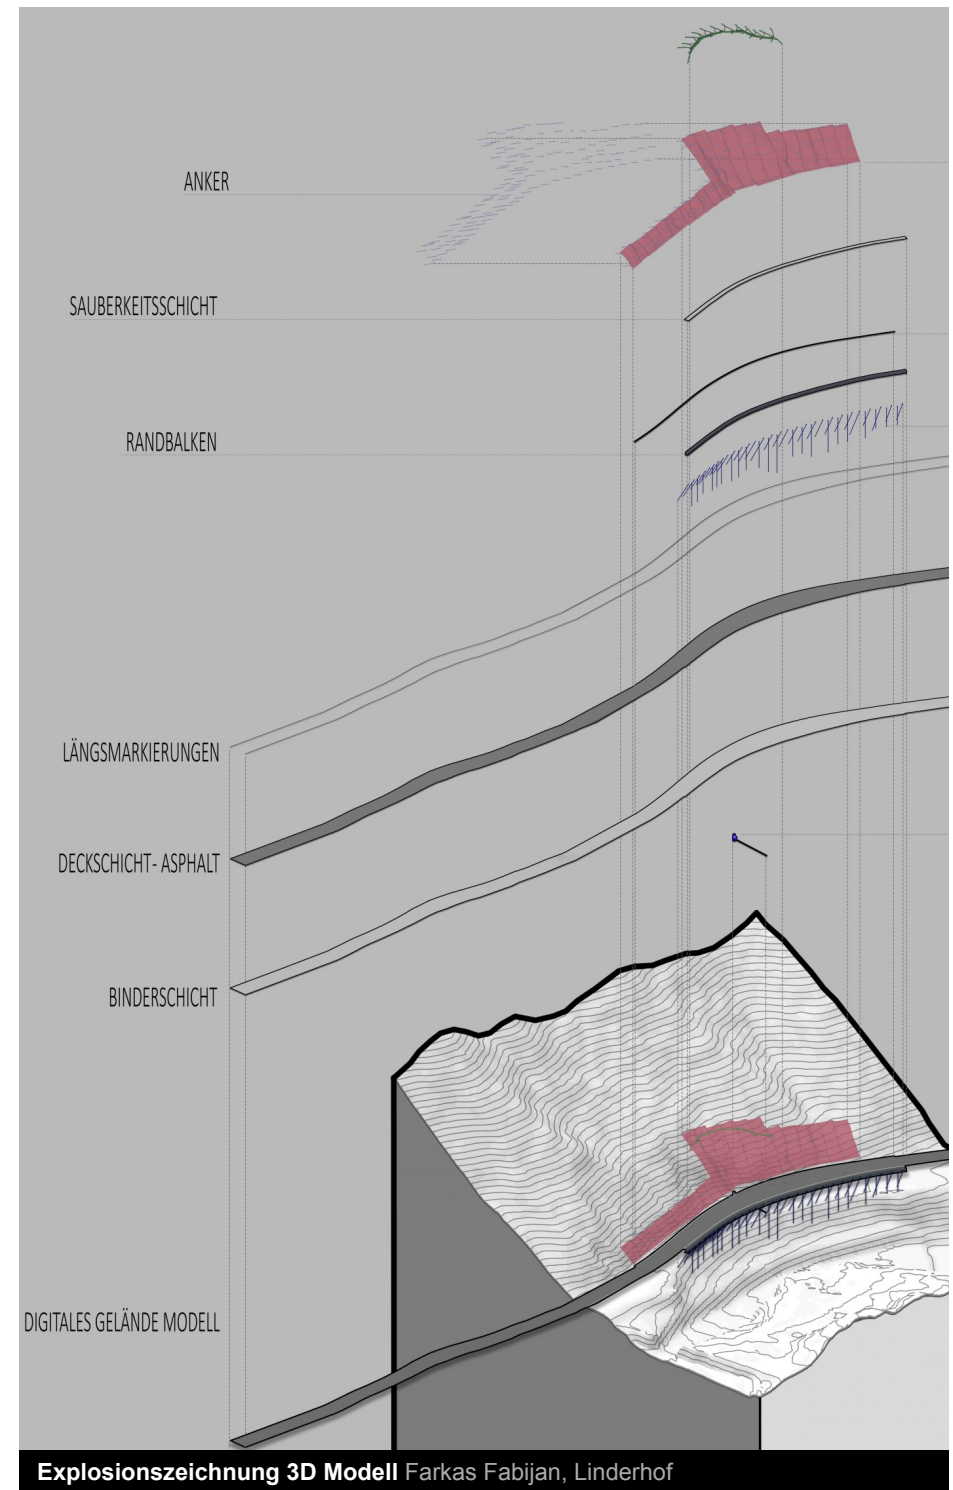 ANKER
SAUBERKEITSSCHICHT
RANDBALKEN
LÄNGSMARKIERUNGEN
DECKSCHICHT- ASPHALT
BINDERSCHICHT
DIGITALES GELÄNDE MODELL
Explosionszeichnung 3D Modell Farkas Fabijan, Linderhof